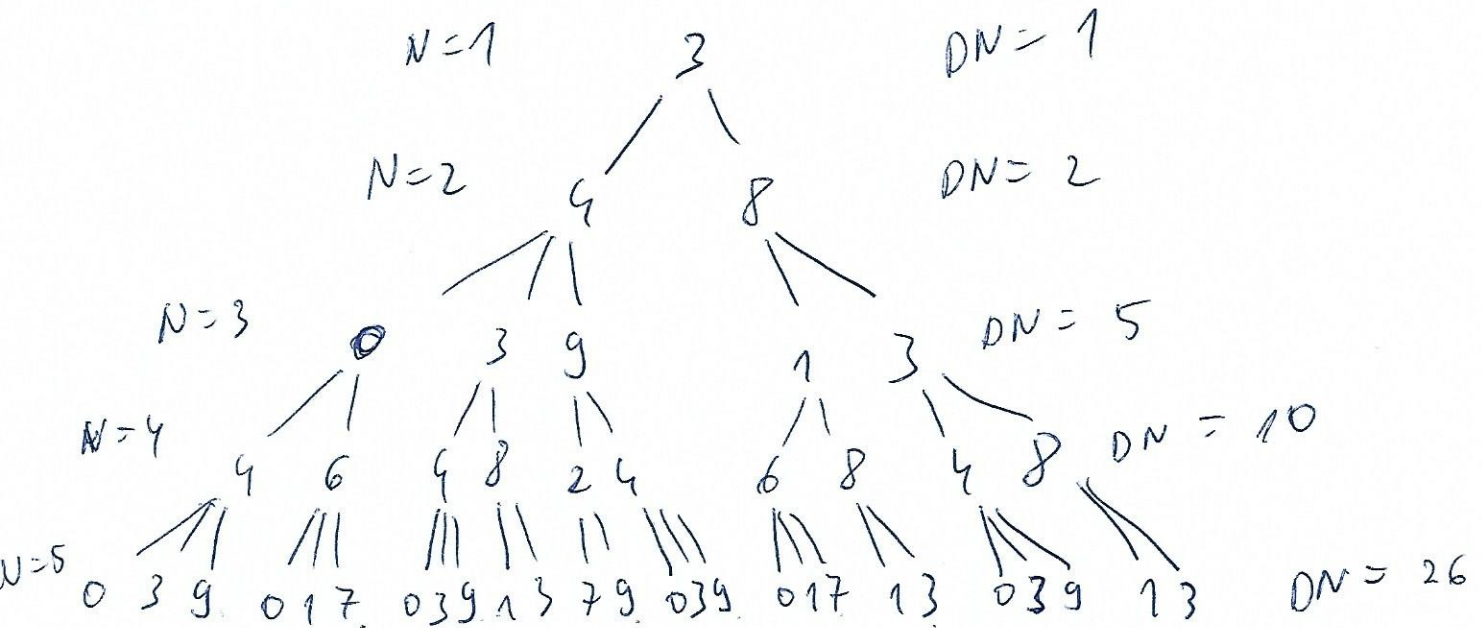 N=1 3 DN= 1
N=2 4 8 DN= 2
N=3 0 3 9 1 3 DN= 5
N=4 4 6 4 8 2 4 6 8 4 8 DN = 10
N=5 0 3 9 0 1 7 0 3 9 1 3 7 9 0 3 9 0 1 7 1 3 0 3 9 1 3 DN = 26